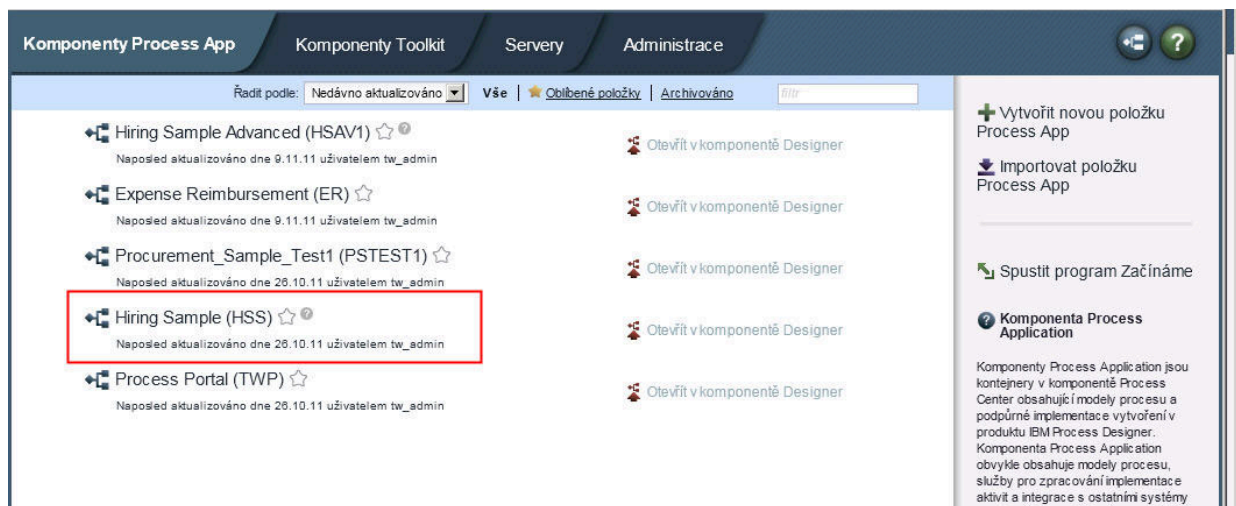 Komponenty Process App Komponenty Toolkit Servery Administrace
Řadit podle: Nedávno aktualizováno Vše | Oblíbené položky | Archivováno filtr
Hiring Sample Advanced (HSAV1)
Naposled aktualizováno dne 9.11.11 uživatelem tw_admin
Otevřít v komponentě Designer
Expense Reimbursement (ER)
Naposled aktualizováno dne 9.11.11 uživatelem tw_admin
Otevřít v komponentě Designer
Procurement_Sample_Test1 (PSTEST1)
Naposled aktualizováno dne 26.10.11 uživatelem tw_admin
Otevřít v komponentě Designer
Hiring Sample (HSS)
Naposled aktualizováno dne 26.10.11 uživatelem tw_admin
Otevřít v komponentě Designer
Process Portal (TWP)
Naposled aktualizováno dne 26.10.11 uživatelem tw_admin
Otevřít v komponentě Designer
Vytvořit novou položku
Process App
Importovat položku
Process App
Spustit program Začínáme
Komponenta Process
Application
Komponenty Process Application jsou
kontejnery v komponentě Process
Center obsahující modely procesu a
podpůrné implementace vytvoření v
produktu IBM Process Designer.
Komponenta Process Application
obvykle obsahuje modely procesu,
služby pro zpracování implementace
aktivit a integrace s ostatními systémy